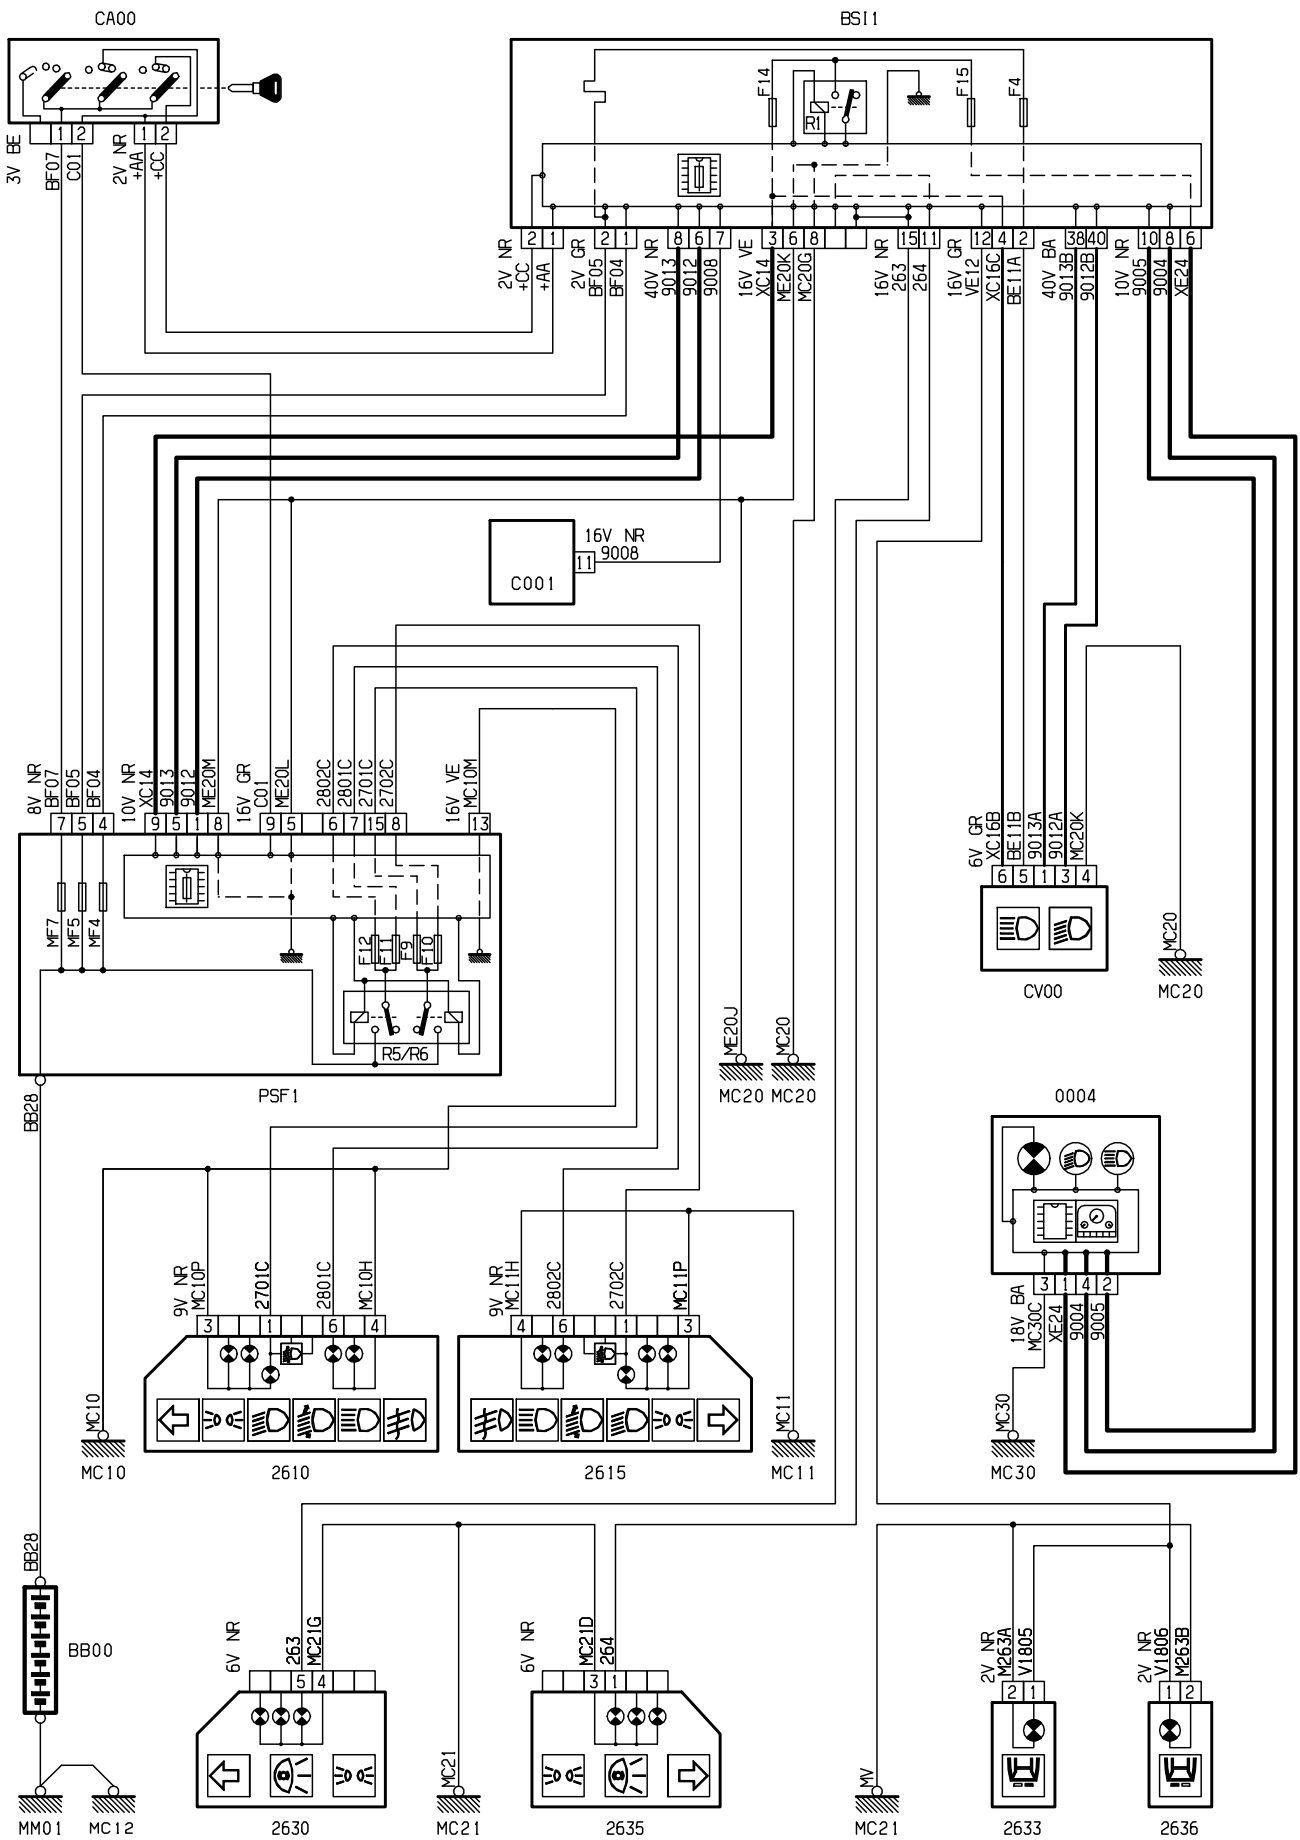 CA00
BSI1
F14
F15
F4
R1
1 2 1 2
3V BE
BF07
C01
2V NR
+AA
+CC
2 1 2 1 8 6 7 3 6 8 15 11 12 4 2 38 40 10 8 6
2V NR
+CC
+AA
2V GR
BF05
BF04
40V NR
9013
9012
9008
16V VE
XC14
ME20K
MC20G
16V NR
263
264
16V GR
VE12
XC16C
BE11A
40V BA
9013B
9012B
10V NR
9005
9004
XE24
16V NR
9008
11
C001
8V NR
BF07
BF05
BF04
10V NR
XC14
9013
9012
ME20M
16V GR
C01
ME20L
2802C
2801C
2701C
2702C
16V VE
MC10M
7 5 4 9 5 1 8 9 5 6 7 15 8 13
6V GR
XC16B
BE11B
9013A
9012A
MC20K
6 5 1 3 4
MF7
MF5
MF4
F12
F11
F9
F10
R5/R6
PSF1
CV00
MC20
MC20
ME20J
MC20
MC20
MC20
BB28
0004
3 1 4 2
18V BA
MC30C
XE24
9004
9005
MC30
MC30
9V NR
MC10P
2701C
2801C
MC10H
3 1 6 4
9V NR
MC11H
2802C
2702C
MC11P
4 6 1 3
MC10
MC10
2610
2615
MC11
MC11
BB28
BB00
6V NR
263
MC21G
5 4
6V NR
MC21D
264
3 1
2V NR
M263A
V1805
2 1
2V NR
V1806
M263B
1 2
MC21
MV
MM01
MC12
2630
MC21
2635
MC21
2633
2636